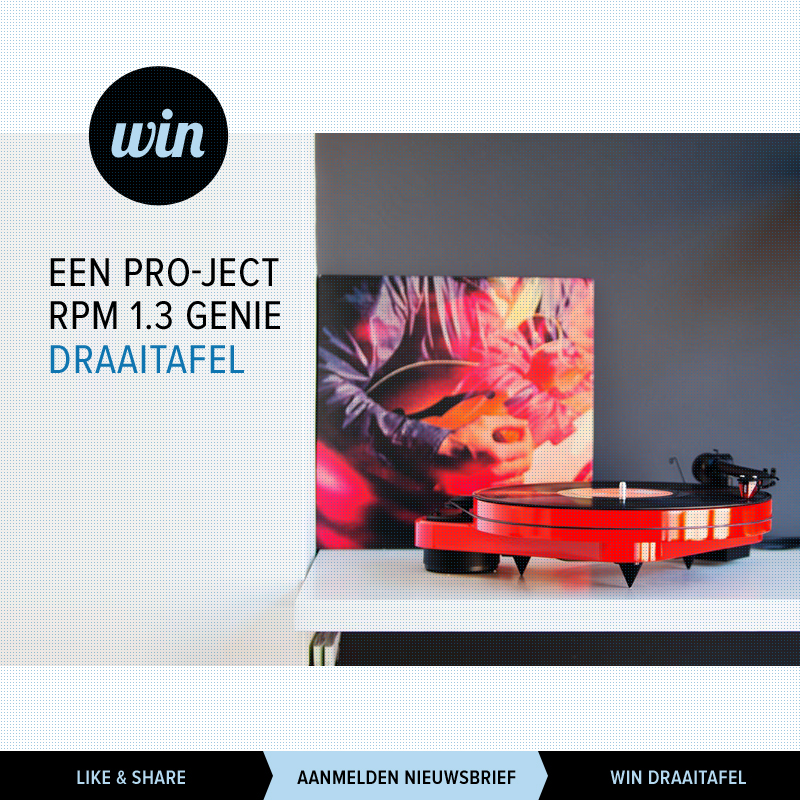 win
EEN PRO-JECT
RPM 1.3 GENIE
DRAAITAFEL
LIKE & SHARE
AANMELDEN NIEUWSBRIEF
WIN DRAAITAFEL